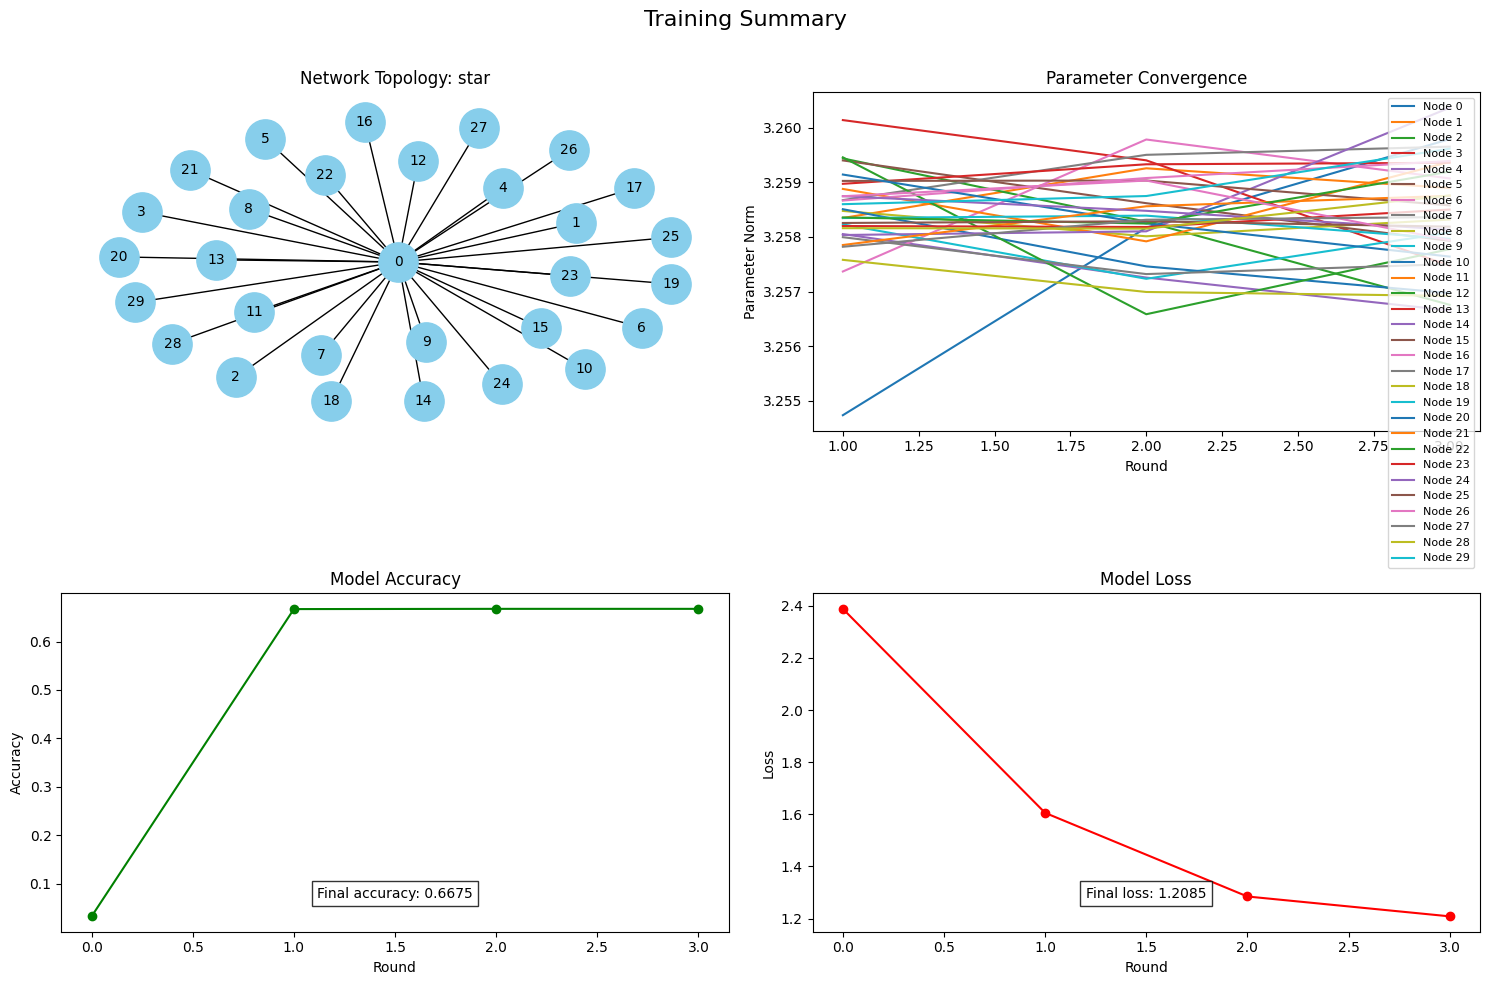 Training Summary
Network Topology: star
16
27
5
26
12
21
22
4
17
3
8
1
25
20
13
0
23
19
29
11
6
15
28
9
7
10
2
24
18
14
Parameter Convergence
Parameter Norm
3.260
3.259
3.258
3.257
3.256
3.255
1.00
1.25
1.50
1.75
2.00
2.25
2.50
2.75
3.00
Round
Node 0
Node 1
Node 2
Node 3
Node 4
Node 5
Node 6
Node 7
Node 8
Node 9
Node 10
Node 11
Node 12
Node 13
Node 14
Node 15
Node 16
Node 17
Node 18
Node 19
Node 20
Node 21
Node 22
Node 23
Node 24
Node 25
Node 26
Node 27
Node 28
Node 29
Model Accuracy
Accuracy
0.6
0.5
0.4
0.3
0.2
0.1
Final accuracy: 0.6675
0.0
0.5
1.0
1.5
2.0
2.5
3.0
Round
Model Loss
Loss
2.4
2.2
2.0
1.8
1.6
1.4
1.2
Final loss: 1.2085
0.0
0.5
1.0
1.5
2.0
2.5
3.0
Round